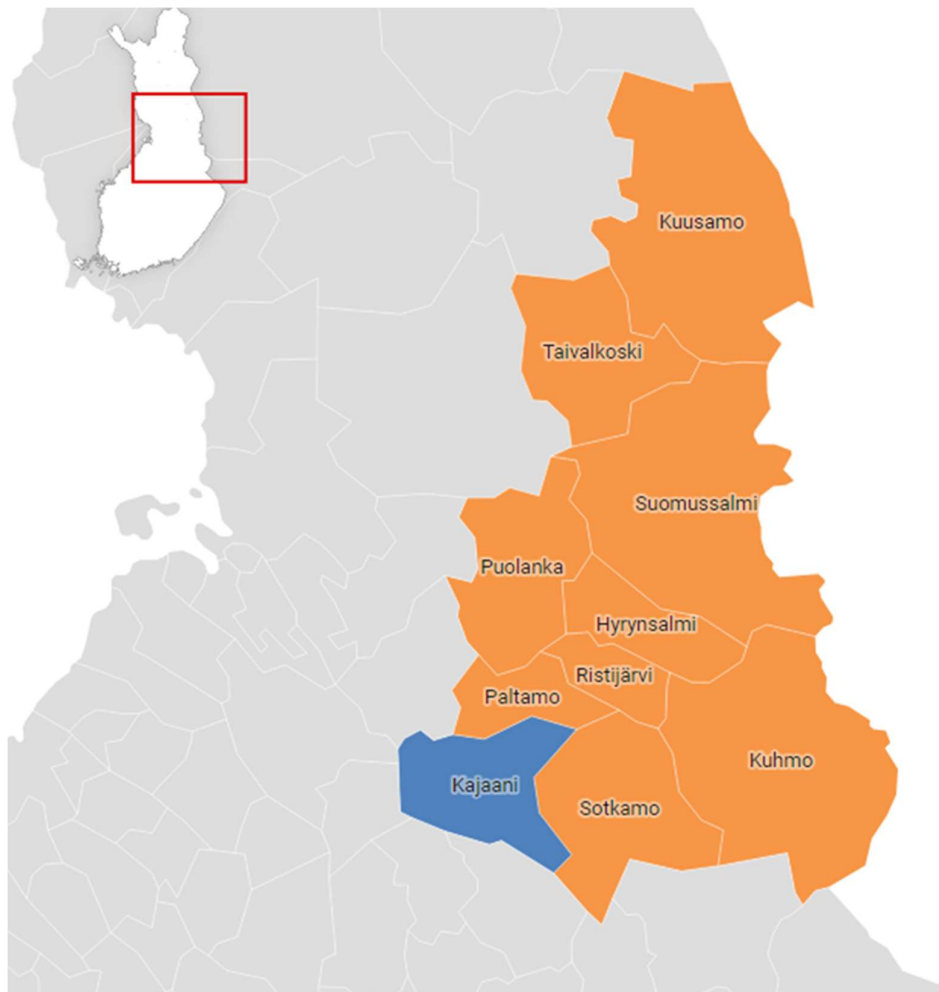 Kuusamo
Taivalkoski
Suomussalmi
Puolanka
Hyrynsalmi
Ristijärvi
Paltamo
Kuhmo
Kajaani
Sotkamo